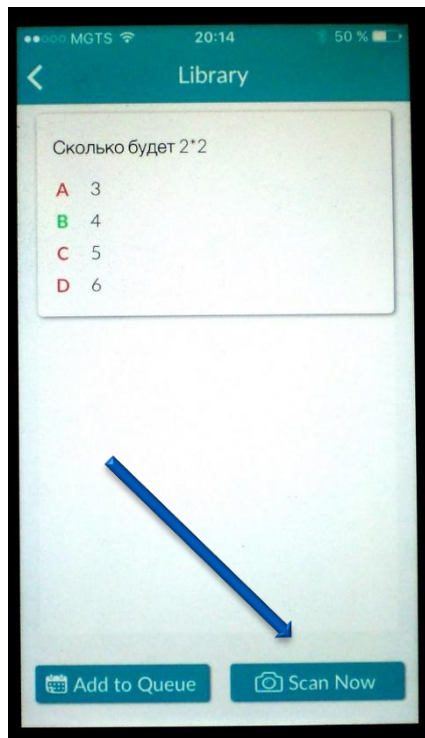 MGTS 20:14 50 %
Library
Сколько будет 2*2
A 3
B 4
C 5
D 6
Add to Queue Scan Now